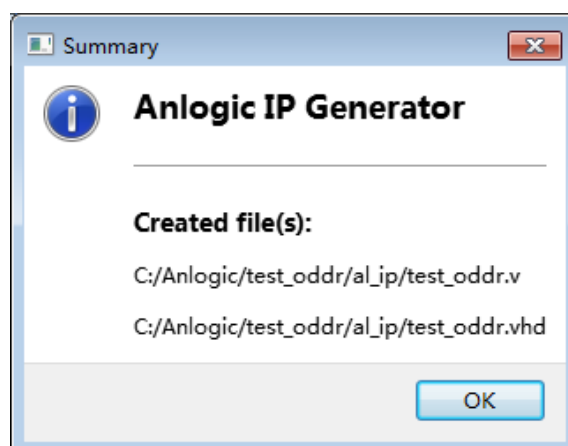 Summary
Anlogic IP Generator
Created file(s):
C:/Anlogic/test_oddr/al_ip/test_oddr.v
C:/Anlogic/test_oddr/al_ip/test_oddr.vhd
OK